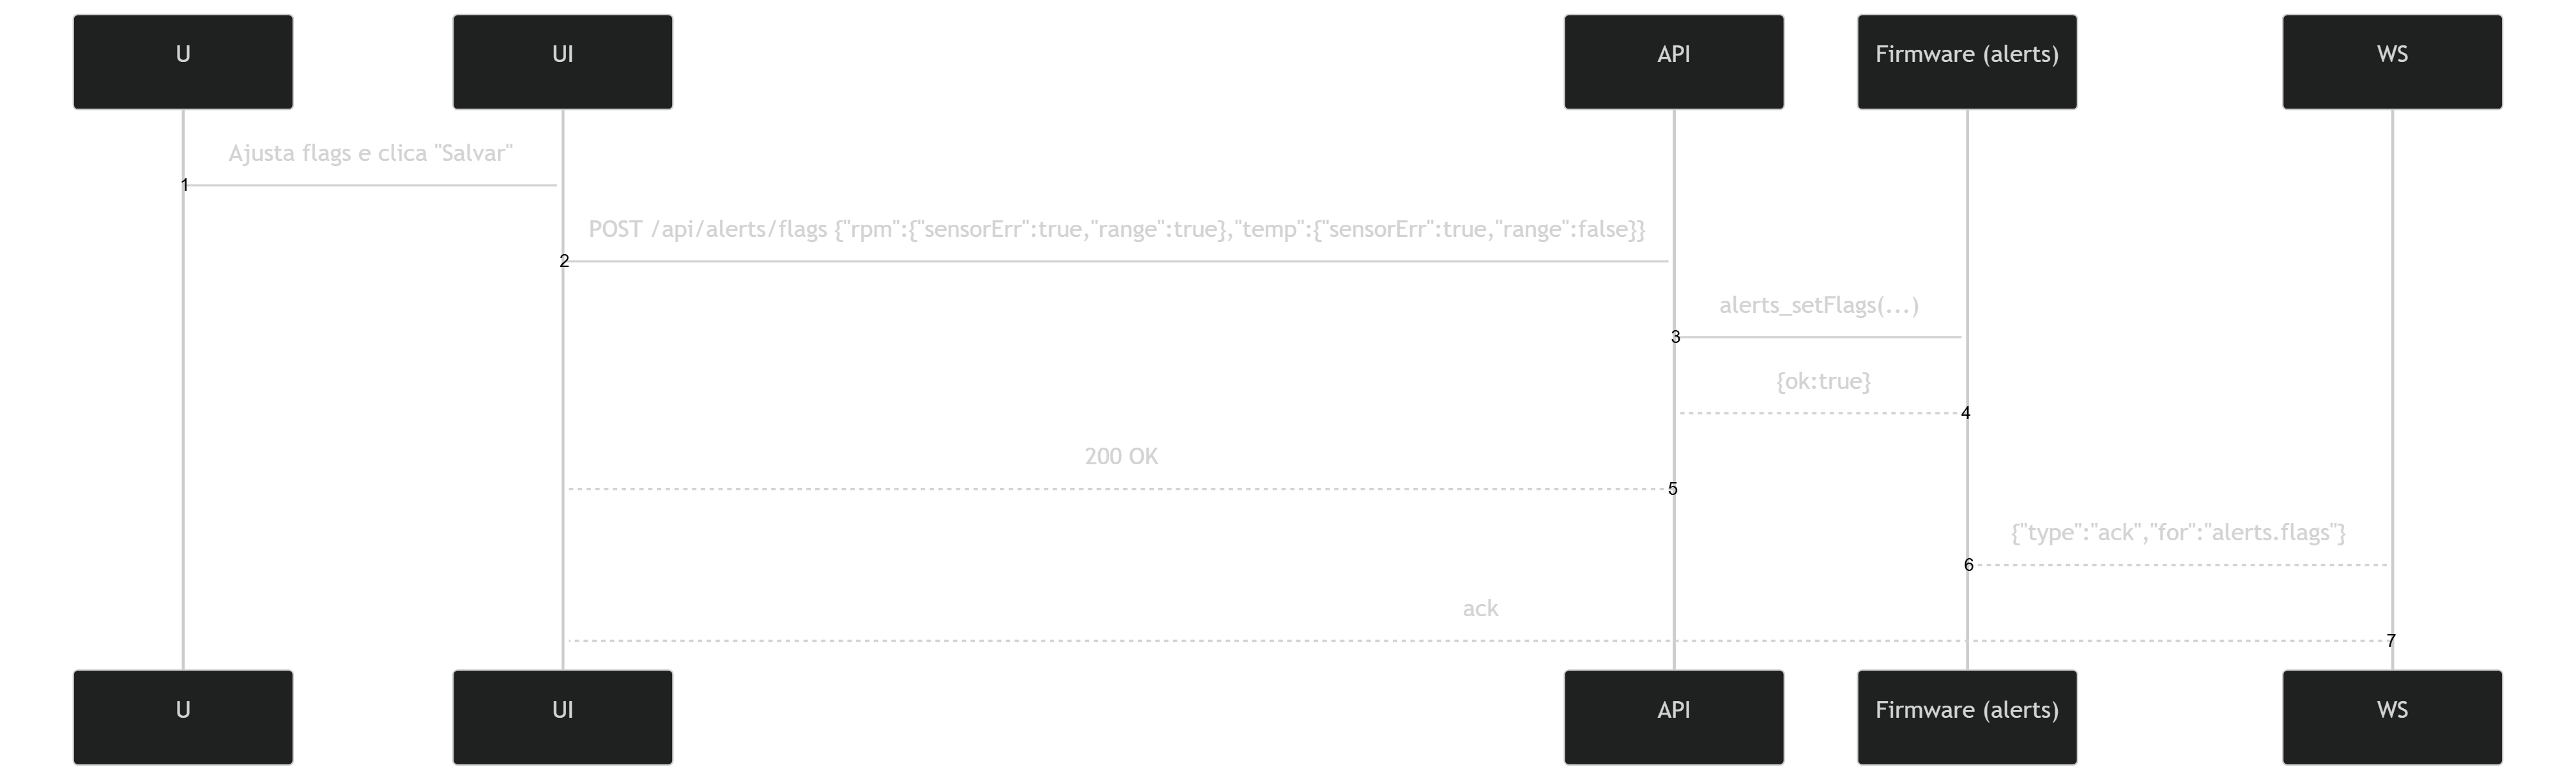 U
UI
API
Firmware (alerts)
WS
Ajusta flags e clica "Salvar"
1
POST /api/alerts/flags {"rpm":{"sensorErr":true,"range":true},"temp":{"sensorErr":true,"range":false}}
2
alerts_setFlags(...)
3
{ok:true}
4
200 OK
5
{"type":"ack","for":"alerts.flags"}
6
ack
7
U
UI
API
Firmware (alerts)
WS